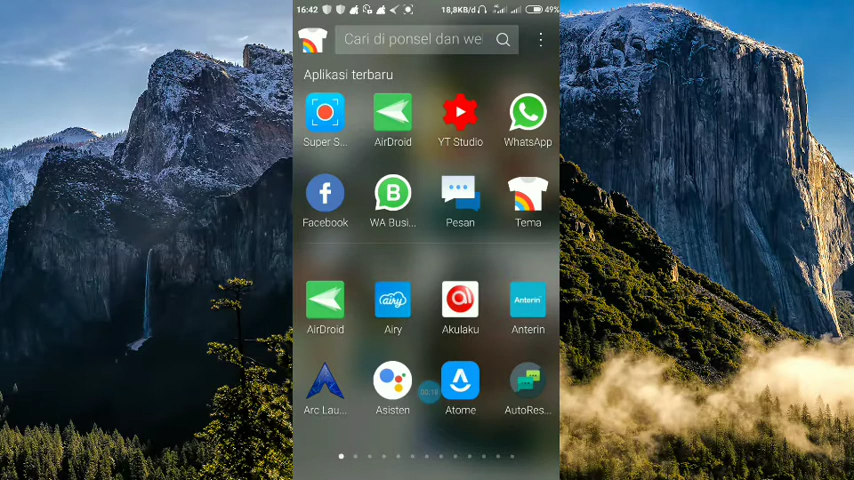 16:42 18,8KB/d 49%
Cari di ponsel dan wel
Aplikasi terbaru
Super S... AirDroid YT Studio WhatsApp
Facebook WA Busi... Pesan Tema
airy Anterin
AirDroid Airy Akulaku Anterin
Arc Lau... Asisten Atome AutoRes...